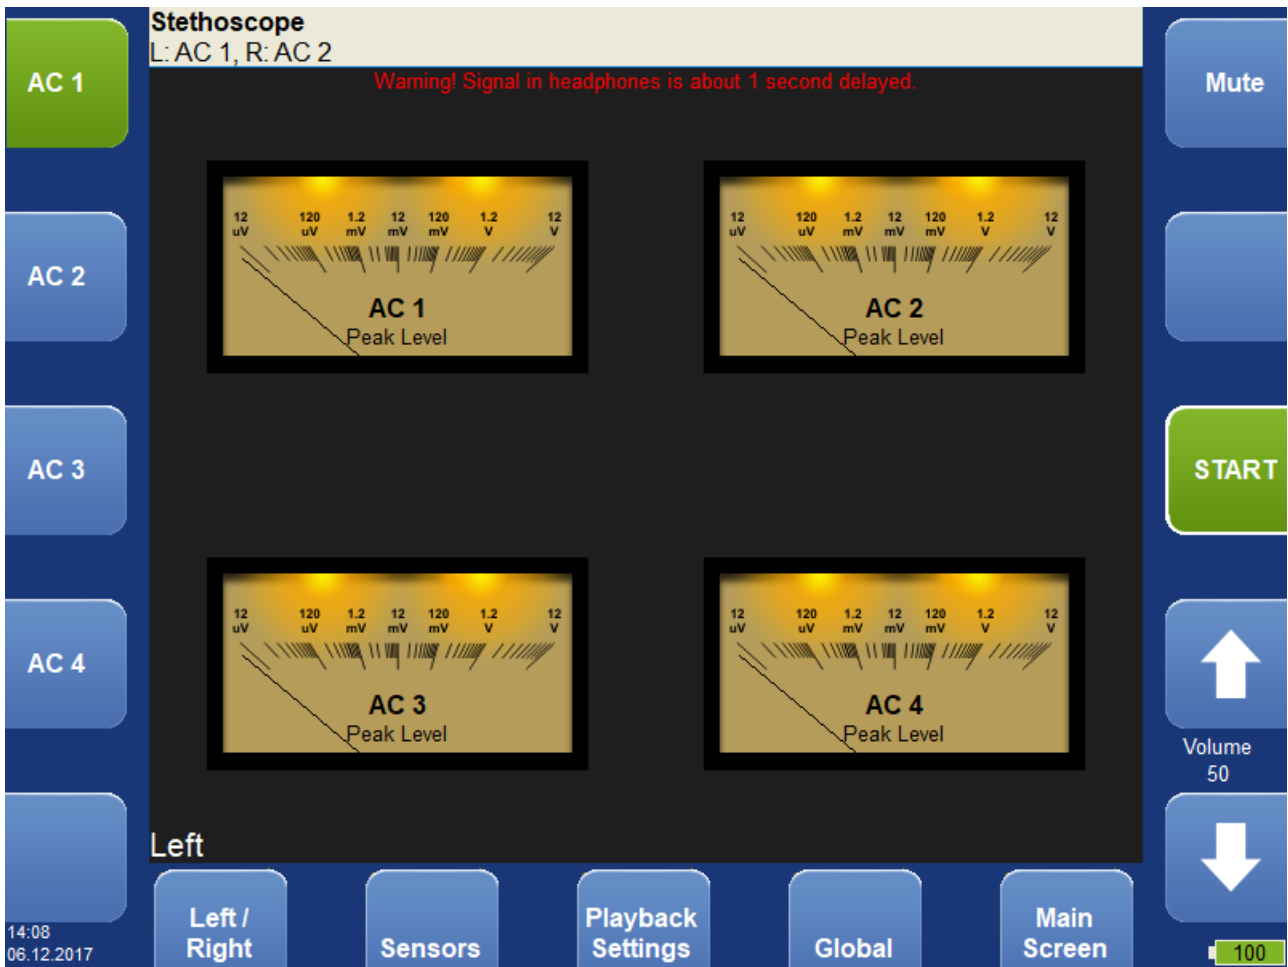 Stethoscope
L: AC 1, R: AC 2
Warning! Signal in headphones is about 1 second delayed.
AC 1
AC 2
AC 3
AC 4
12 120 1.2 12 120 1.2 12
uV uV mV mV mV V V
AC 1
Peak Level
12 120 1.2 12 120 1.2 12
uV uV mV mV mV V V
AC 2
Peak Level
12 120 1.2 12 120 1.2 12
uV uV mV mV mV V V
AC 3
Peak Level
12 120 1.2 12 120 1.2 12
uV uV mV mV mV V V
AC 4
Peak Level
Mute
START
Volume
50
Left
Left /
Right
Sensors
Playback
Settings
Global
Main
Screen
14:08
06.12.2017
100